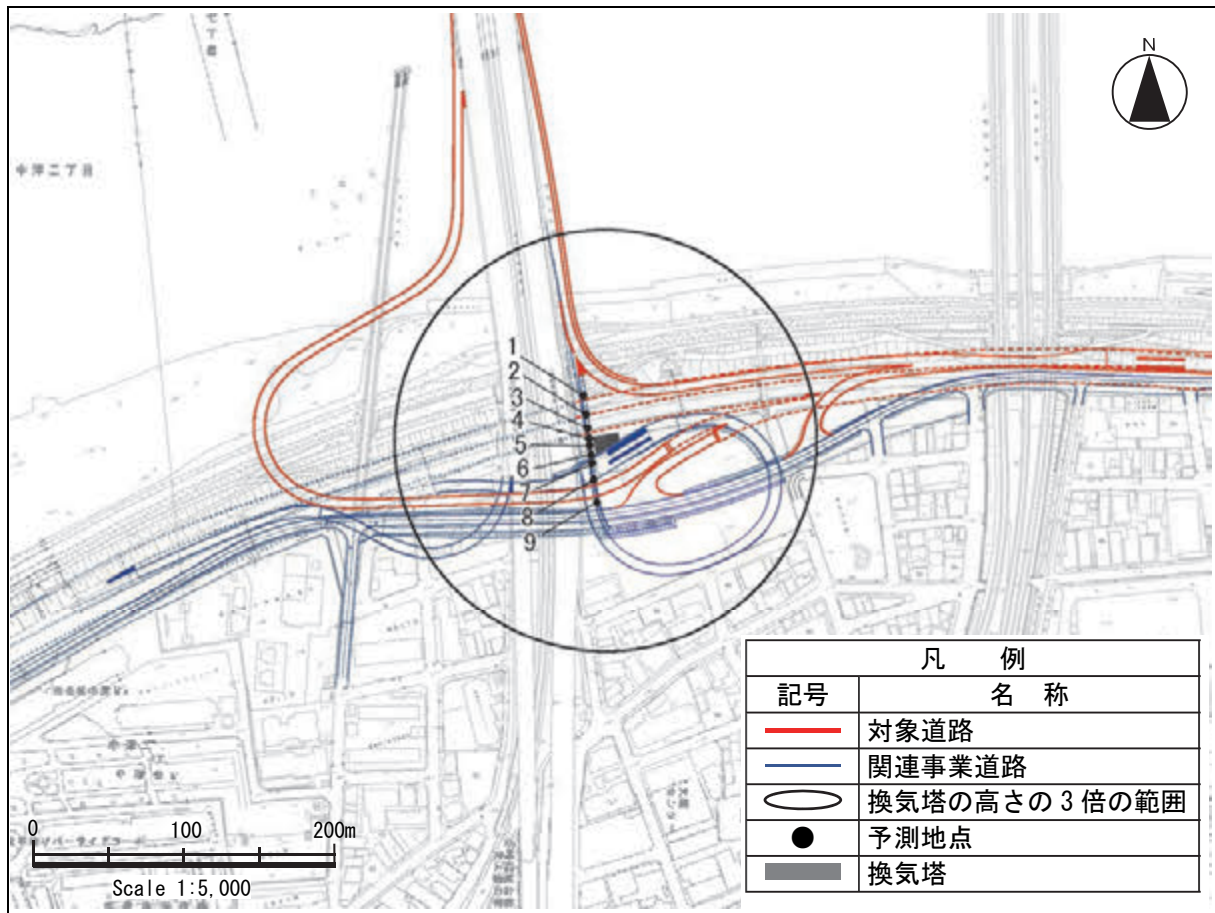 N
中津二丁目
1
2
3
4
5
6
7
8
9
凡 例
記号 名 称
対象道路
関連事業道路
換気塔の高さの3倍の範囲
予測地点
換気塔
0 100 200m
Scale 1:5,000